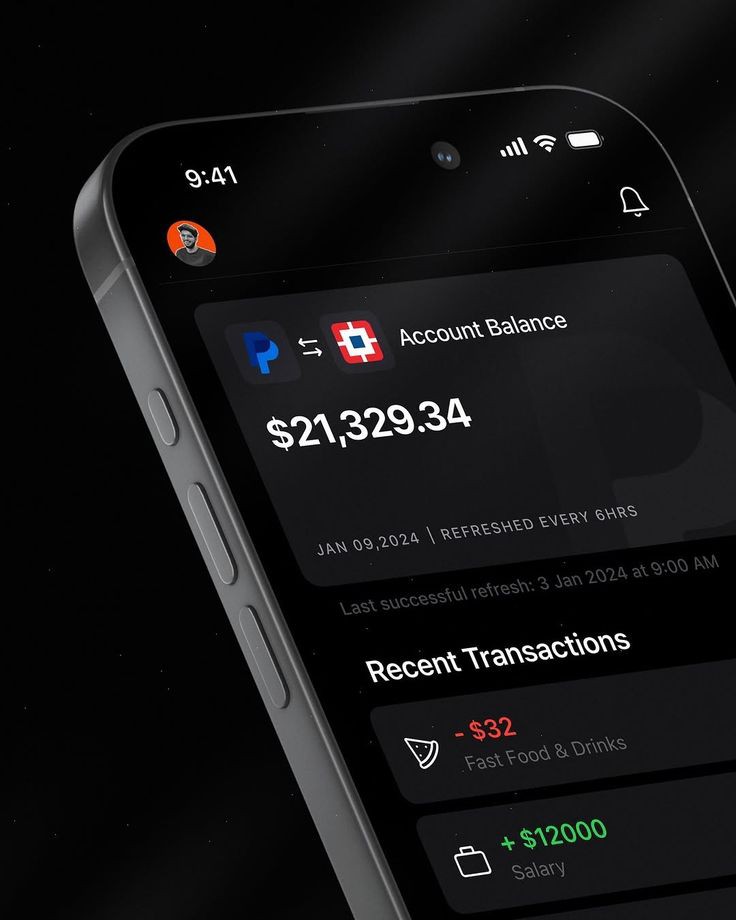 9:41
Account Balance
$21,329.34
JAN 09,2024 | REFRESHED EVERY 6HRS
Last successful refresh: 3 Jan 2024 at 9:00 AM
Recent Transactions
- $32
Fast Food & Drinks
+ $12000
Salary